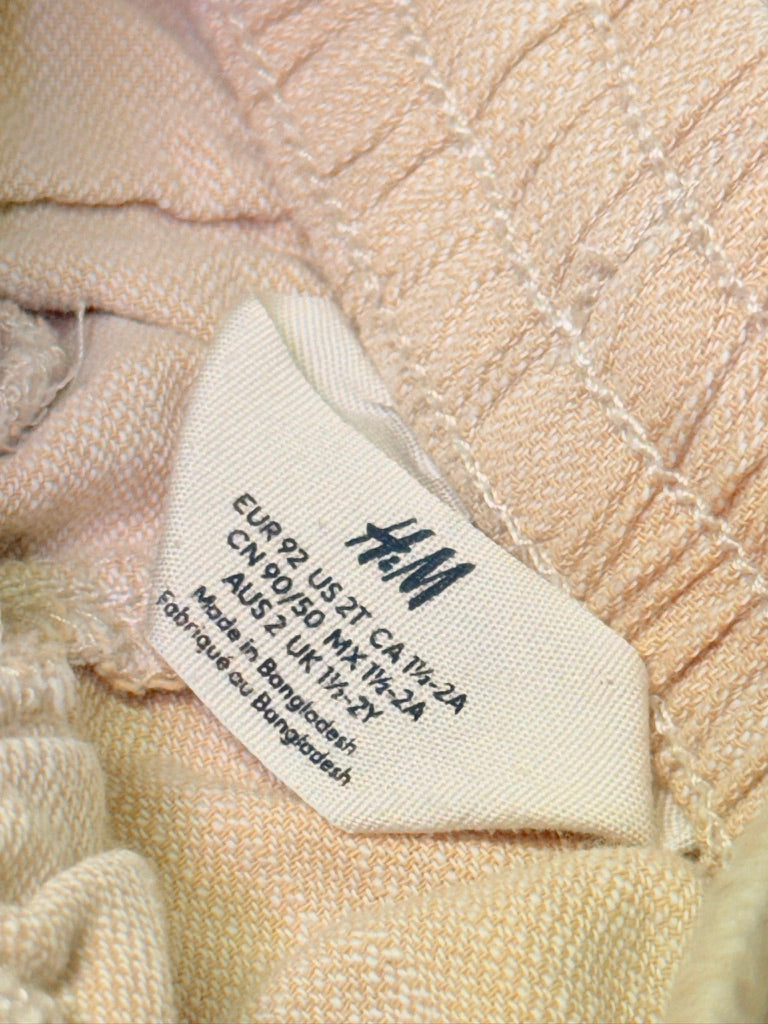 H&M
EUR 92 US 2T CA 1½-2A
CN 90/50 MX 1½-2A
AUS 2 UK 1½-2Y
Made in Bangladesh
Fabriqué au Bangladesh